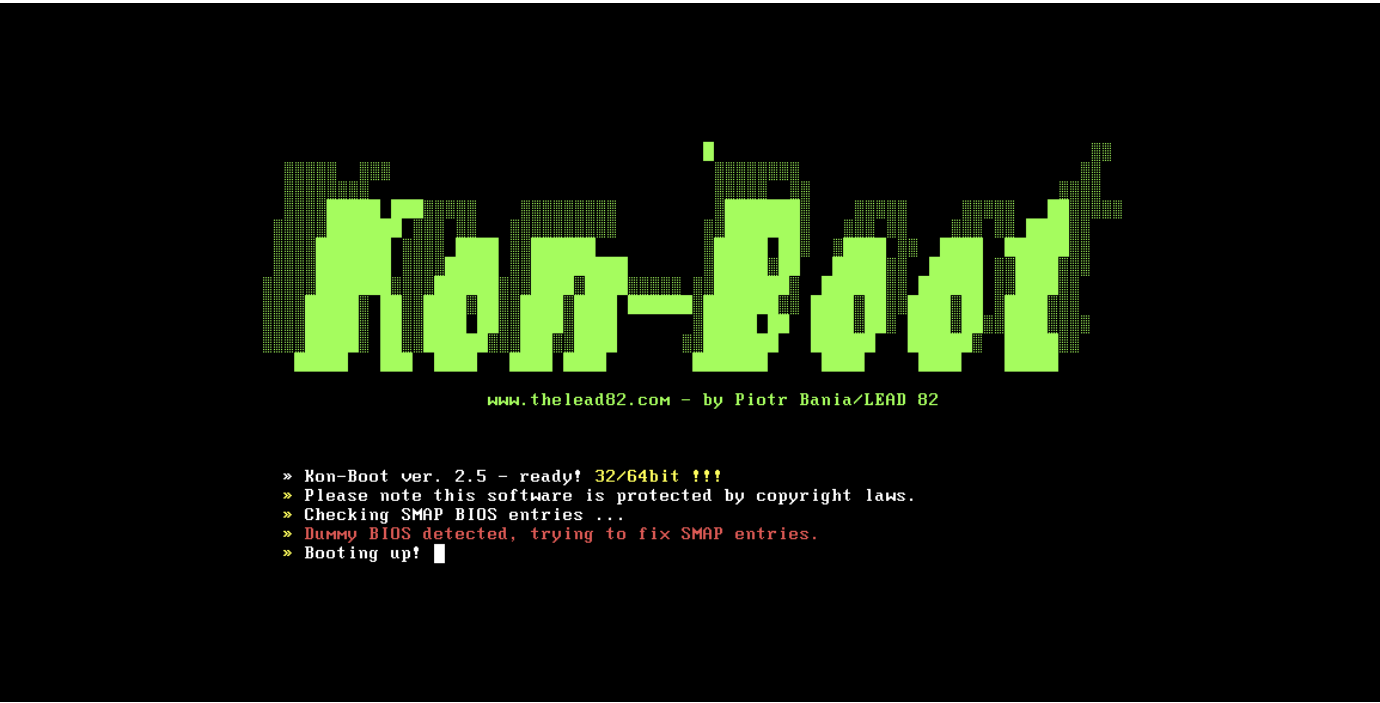 Kon-Boot
www.thelead82.com - by Piotr Bania/LEAD 82
» Kon-Boot ver. 2.5 - ready! 32/64bit !!!
» Please note this software is protected by copyright laws.
» Checking SMAP BIOS entries ...
» Dummy BIOS detected, trying to fix SMAP entries.
» Booting up!